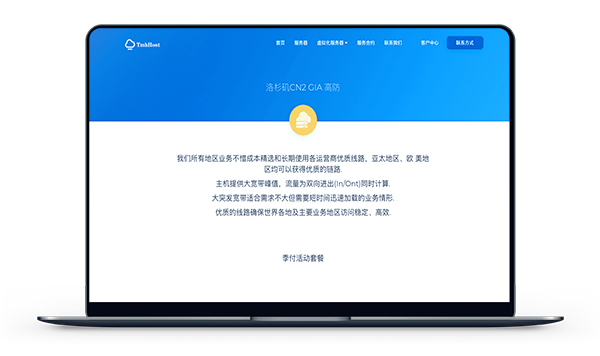 TmhHost
首页 服务器 虚拟化服务器 服务合约 联系我们 客户中心 联系方式
洛杉矶CN2 GIA 高防
我们所有地区业务不惜成本精选和长期使用各运营商优质线路，亚太地区、欧 美地
区均可以获得优质的链路.
主机提供大宽带峰值，流量为双向进出(In/Ont)同时计算.
大突发宽带适合需求不大但需要短时间迅速加载的业务情形.
优质的线路确保世界各地及主要业务地区访问稳定、高效.
季付活动套餐